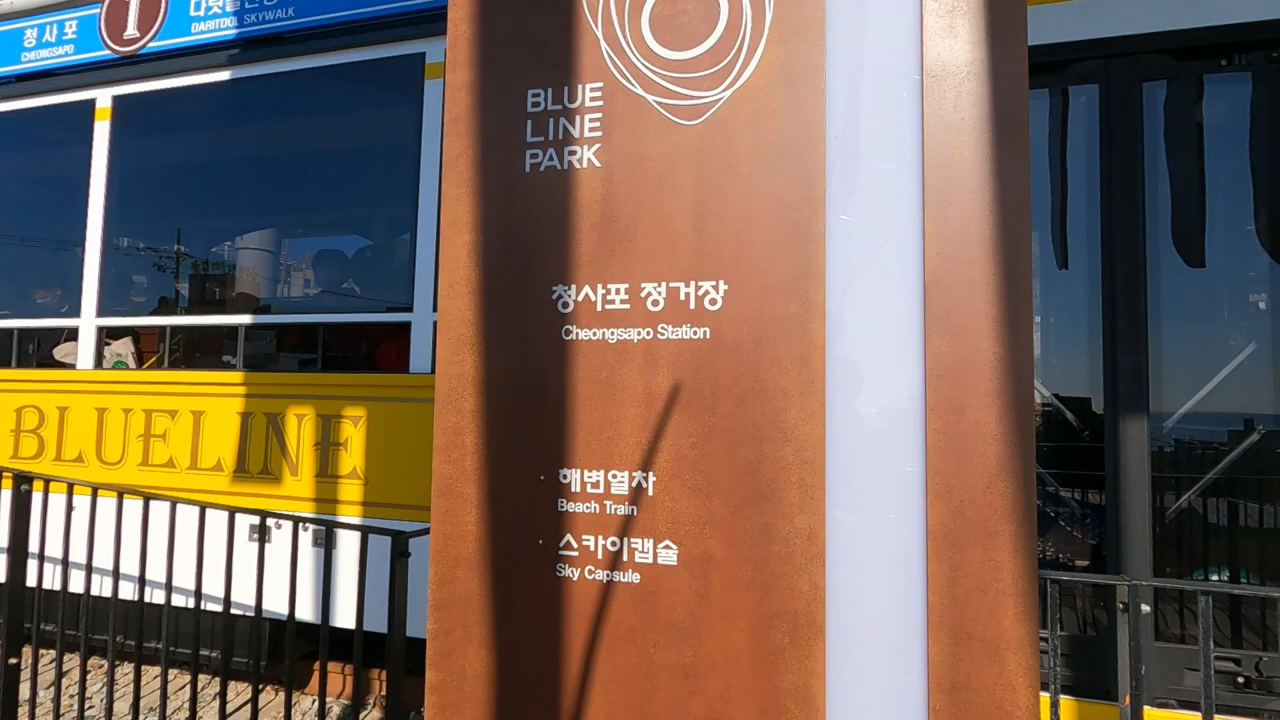 청사포
CHEONGSAPO
DARITDOL SKYWALK
BLUE
LINE
PARK
청사포 정거장
Cheongsapo Station
· 해변열차
Beach Train
· 스카이캡슐
Sky Capsule
BLUELINE